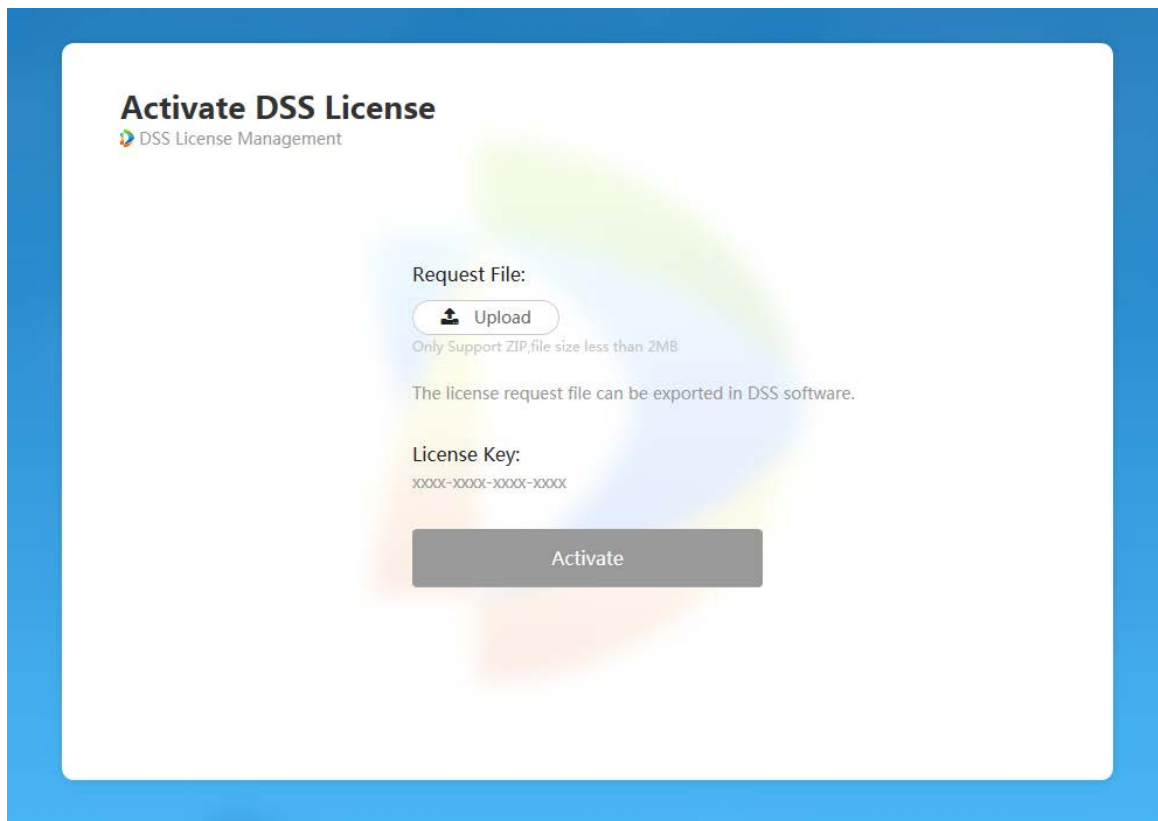 Activate DSS License
DSS License Management
Request File:
Upload
Only Support ZIP,file size less than 2MB
The license request file can be exported in DSS software.
License Key:
xxxx-xxxx-xxxx-xxxx
Activate